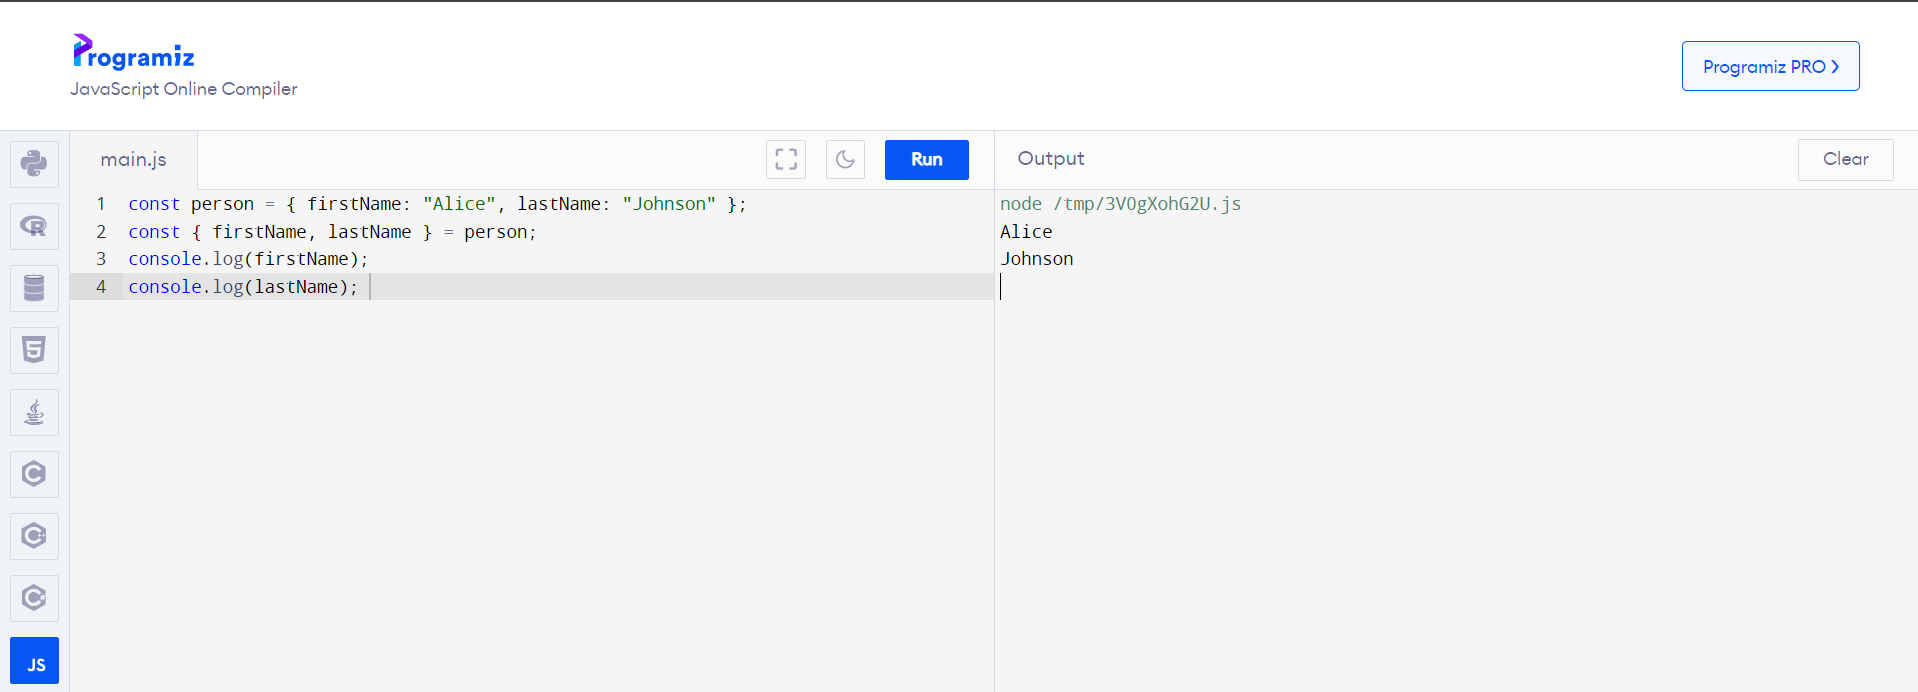 Programiz
JavaScript Online Compiler
Programiz PRO
main.js
Run
Output
Clear
1 const person = { firstName: "Alice", lastName: "Johnson" };
2 const { firstName, lastName } = person;
3 console.log(firstName);
4 console.log(lastName);
node /tmp/3V0gXohG2U.js
Alice
Johnson
R
5
C
C
C
JS